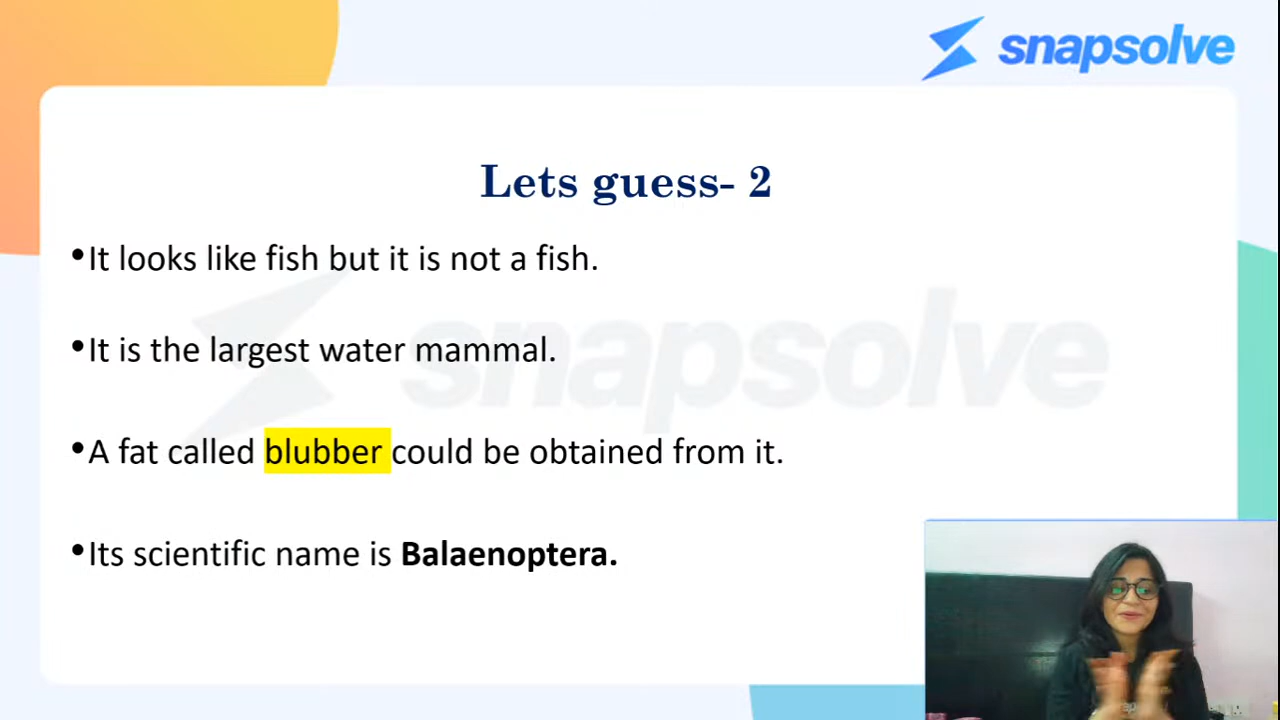 snapsolve
Lets guess- 2
•It looks like fish but it is not a fish.
•It is the largest water mammal.
snapsolve
•A fat called blubber could be obtained from it.
•Its scientific name is Balaenoptera.